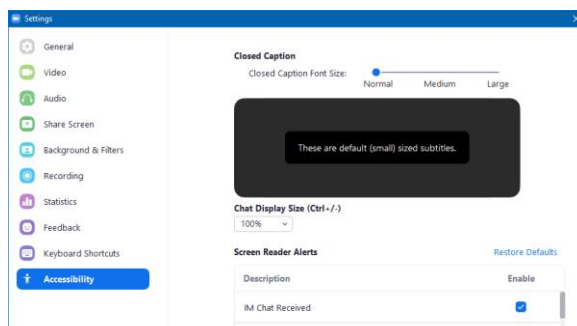 Settings
General
Video
Audio
Share Screen
Background & Filters
Recording
Statistics
Feedback
Keyboard Shortcuts
Accessibility
Closed Caption
Closed Caption Font Size:
Normal Medium Large
These are default (small) sized subtitles.
Chat Display Size (Ctrl+/-)
100%
Screen Reader Alerts Restore Defaults
Description Enable
IM Chat Received